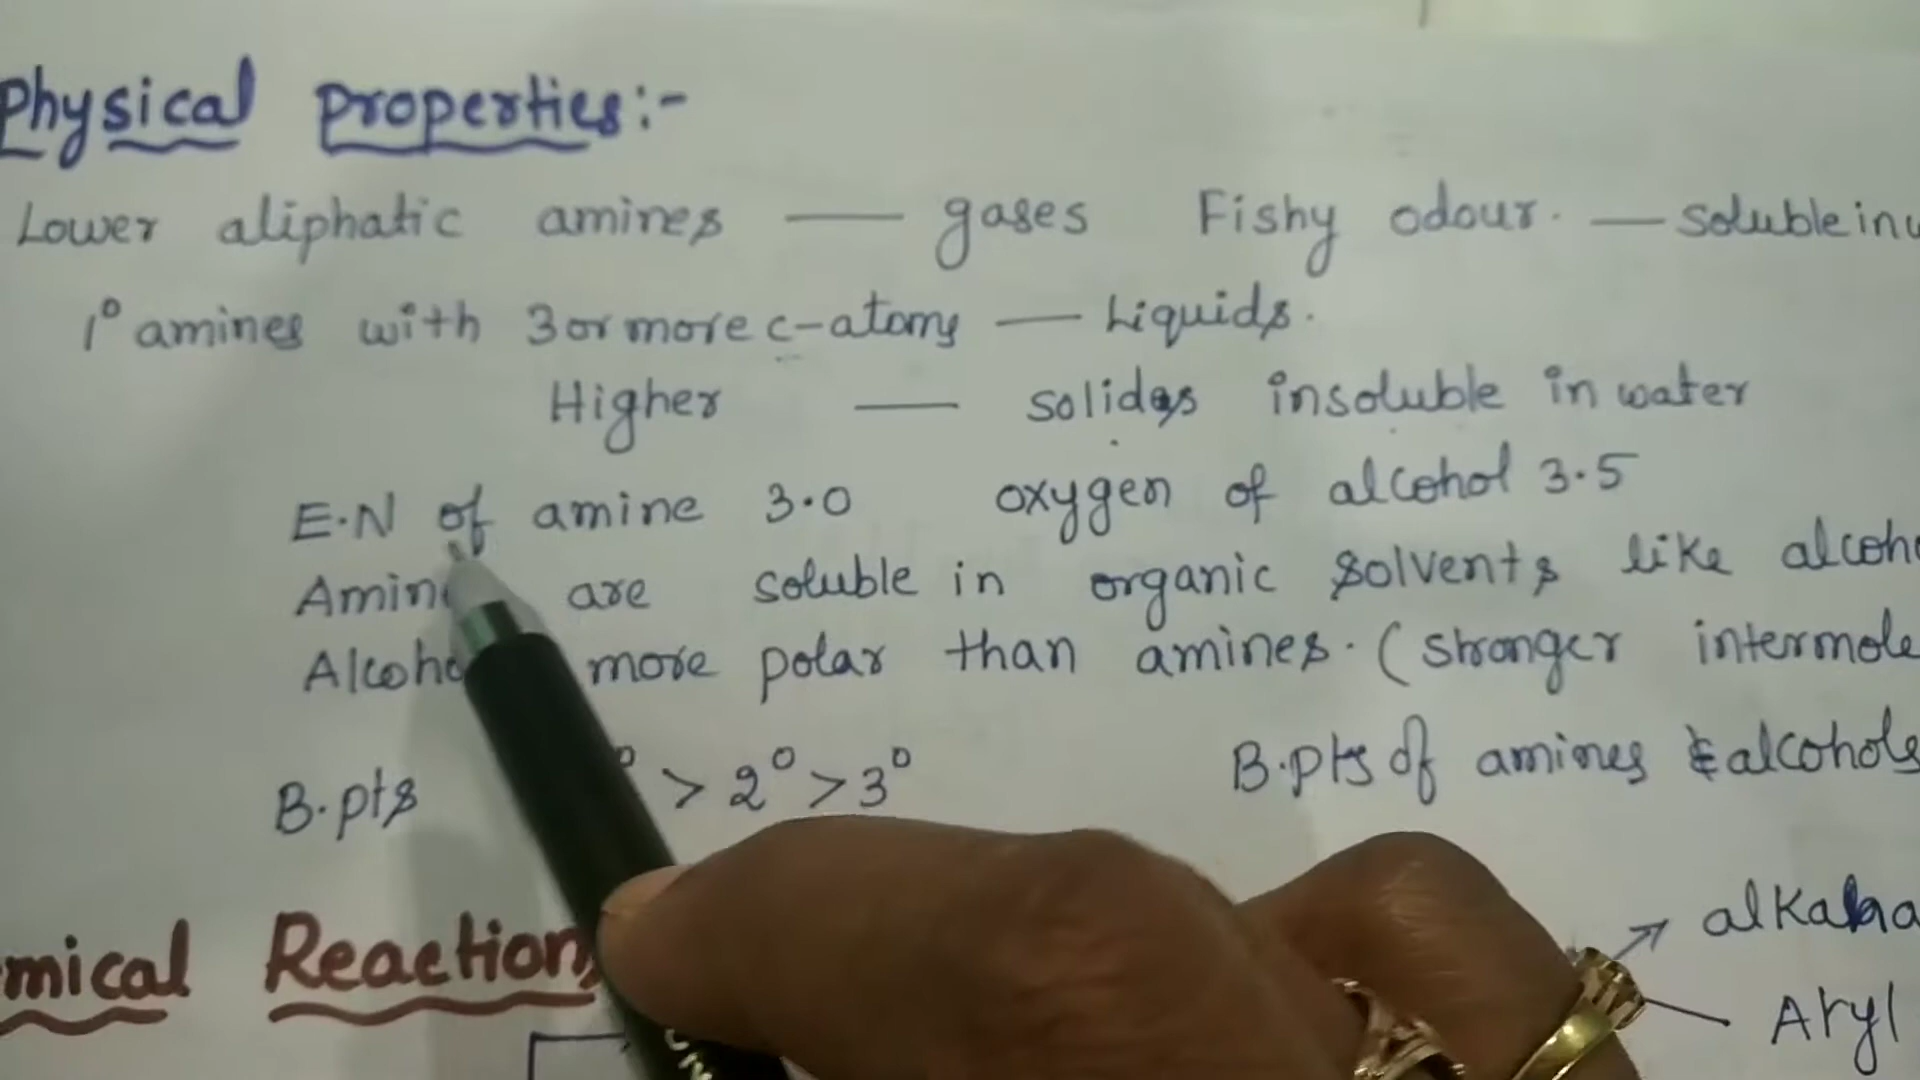 Physical properties:-
Lower aliphatic amines — gases Fishy odour. — soluble in
1° amines with 3 or more c-atoms — Liquids.
Higher — solids insoluble in water
E.N of amine 3.0 oxygen of alcohol 3.5
Amin are soluble in organic solvents like alcoh
Alcoho more polar than amines. (stronger intermole
B.pts ° > 2° > 3° B.pts of amines & alcohols
mical Reaction
Aryl